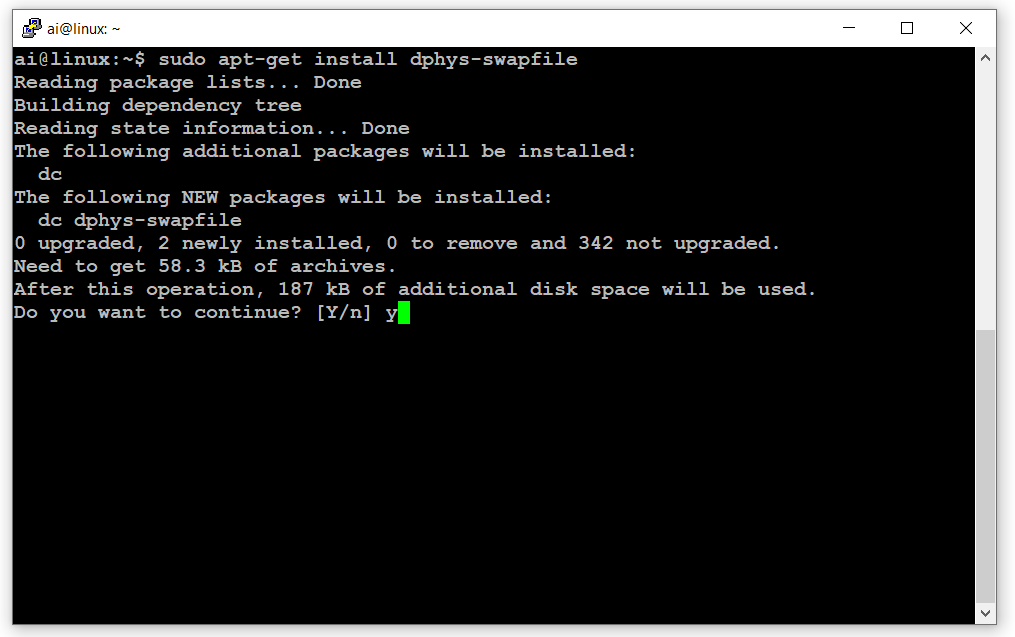 ai@linux: ~
ai@linux:~$ sudo apt-get install dphys-swapfile
Reading package lists... Done
Building dependency tree
Reading state information... Done
The following additional packages will be installed:
  dc
The following NEW packages will be installed:
  dc dphys-swapfile
0 upgraded, 2 newly installed, 0 to remove and 342 not upgraded.
Need to get 58.3 kB of archives.
After this operation, 187 kB of additional disk space will be used.
Do you want to continue? [Y/n] y